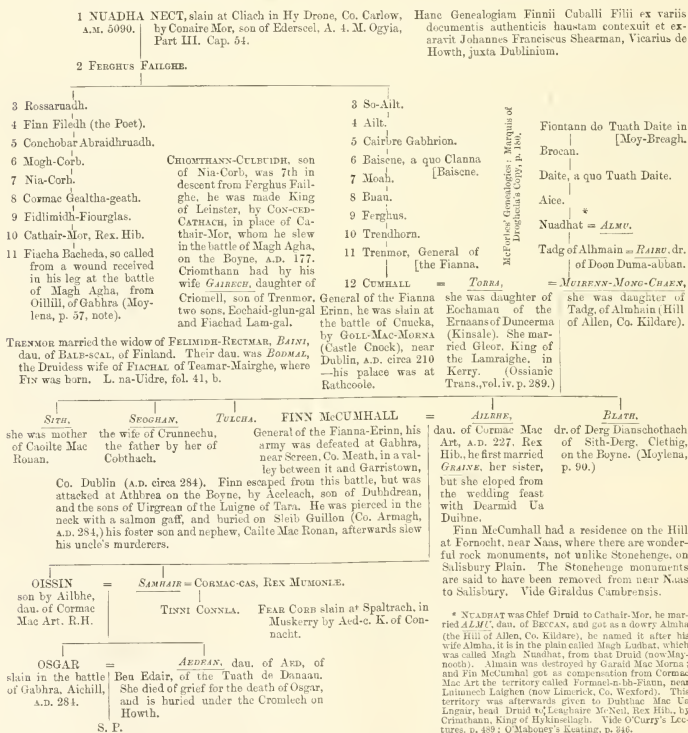 1 NUADHA NECT, slain at Cliach in Hy Drone, Co. Carlow,
A.M. 5090. by Conaire Mor, son of Ederscel, A. 4. M. Ogyia,
Part III. Cap. 54.
Hanc Genealogiam Finnii Cuballi Filii ex variis
documentis authenticis haustam contexuit et ex-
aravit Johannes Franciscus Shearman, Vicarius de
Howth, juxta Dublinium.
2 FERGHUS FAILGHE.
3 Rossaruadh.
4 Finn Filedh (the Poet).
5 Conchobar Abraidhruadh.
6 Mogh-Corb.
7 Nia-Corb.
8 Cormac Gealtha-geath.
9 Fidlimidh-Fiourglas.
10 Cathair-Mor, Rex. Hib.
11 Fiacha Bacheda, so called
from a wound received
in his leg at the battle
of Magh Agha, from
Oillill, of Gabhra (Moy-
lena, p. 57, note).
CHIOMTHANN-CULBUIDH, son
of Nia-Corb, was 7th in
descent from Ferghus Fail-
ghe, he was made King
of Leinster, by CON-CED-
CATHACH, in place of Ca-
thair-Mor, whom he slew
in the battle of Magh Agha,
on the Boyne, A.D. 177.
Criomthann had by his
wife GAIRECH, daughter of
Criomell, son of Trenmor,
two sons, Eochaid-glun-gal
and Fiachad Lam-gal.
3 So-Ailt.
4 Ailt.
5 Cairbre Gabhrion.
6 Baiscne, a quo Clanna
[Baiscne.
7 Moah.
8 Buau.
9 Ferghus.
10 Trendhorn.
11 Trenmor, General of
[the Fianna.
McForbes' Genealogies: Marquis of
Drogheda's Copy, p. 180.
Fiontann do Tuath Daite in
[Moy-Breagh.
Brocan.
Daite, a quo Tuath Daite.
Aice.
*
Nuadhat = ALMU.
Tadg of Alhmain = RAIRU. dr.
of Doon Duma-abban.
12 CUMHALL = TORBA, = MUIRENN-MONG-CHAEN,
General of the Fianna
Erinn, he was slain at
the battle of Cnucka,
by GOLL-MAC-MORNA
(Castle Cnock), near
Dublin, A.D. circa 210
—his palace was at
Rathcoole.
she was daughter of
Eochaman of the
Ernaans of Duncerma
(Kinsale). She mar-
ried Gleor, King of
the Lamraighe, in
Kerry. (Ossianic
Trans., vol. iv. p. 289.)
she was daughter of
Tadg, of Almhain (Hill
of Allen, Co. Kildare).
TRENMOR married the widow of FELIMIDH-RECTMAR, BAINI,
dau. of BALB-SCAL, of Finland. Their dau. was BODMAL,
the Druidess wife of FIACHAL of Teamar-Mairghe, where
FIN was born. L. na-Uidre, fol. 41, b.
SITH, SEOGHAN, TULCHA. FINN McCUMHALL = AILBHE, BLATH.
she was mother
of Caoilte Mac
Ronan.
the wife of Crunnechu,
the father by her of
Cobthach.
General of the Fianna-Erinn, his
army was defeated at Gabhra,
near Screen, Co. Meath, in a val-
ley between it and Garristown,
Co. Dublin (A.D. circa 284). Finn escaped from this battle, but was
attacked at Athbrea on the Boyne, by Accleach, son of Dubhdrean,
and the sons of Uirgrean of the Luigne of Tara. He was pierced in the
neck with a salmon gaff, and buried on Sleib Guillon (Co. Armagh,
A.D. 284,) his foster son and nephew, Cailte Mac Ronan, afterwards slew
his uncle's murderers.
dau. of Cormac Mac
Art, A.D. 227, Rex
Hib., he first married
GRAINE, her sister,
but she eloped from
the wedding feast
with Dearmid Ua
Duibne.
dr. of Derg Dianschothach
of Sith-Derg, Clethig,
on the Boyne. (Moylena,
p. 90.)
Finn McCumhall had a residence on the Hill
at Fornocht, near Naas, where there are wonder-
ful rock monuments, not unlike Stonehenge, on
Salisbury Plain. The Stonehenge monuments
are said to have been removed from near Naas
to Salisbury. Vide Giraldus Cambrensis.
OISSIN = SAMHAIR = CORMAC-CAS, REX MUMONIÆ.
son by Ailbhe,
dau. of Cormac
Mac Art. R.H.
TINNI CONNLA.
FEAR CORB slain at Spaltrach, in
Muskerry by Aed-c. K. of Con-
nacht.
OSGAR = AEDEAN, dau. of AED, of
slain in the battle
of Gabhra, Aichill,
A.D. 284.
Ben Edair, of the Tuath de Danaan.
She died of grief for the death of Osgar,
and is buried under the Cromlech on
Howth.
S. P.
* NUADHAT was Chief Druid to Cathair-Mor, he mar-
ried ALMU, dau. of BECCAN, and got as a dowry Almha
(the Hill of Allen, Co. Kildare), he named it after his
wife Almha, it is in the plain called Magh Ludhat, which
was called Magh Nuadhat, from that Druid (now May-
nooth). Almain was destroyed by Garaid Mac Morna;
and Fin McCumhal got as compensation from Cormac
Mac Art the territory called Formael-n-bh-Fiann, near
Luimnech Laighen (now Limerick, Co. Wexford). This
territory was afterwards given to Dubthac Mac Ua
Lngair, head Druid to Leaghaire McNeil, Rex Hib., by
Crimthann, King of Hykinsellagh. Vide O'Curry's Lec-
tures, p. 489; O'Mahoney's Keating, p. 346.